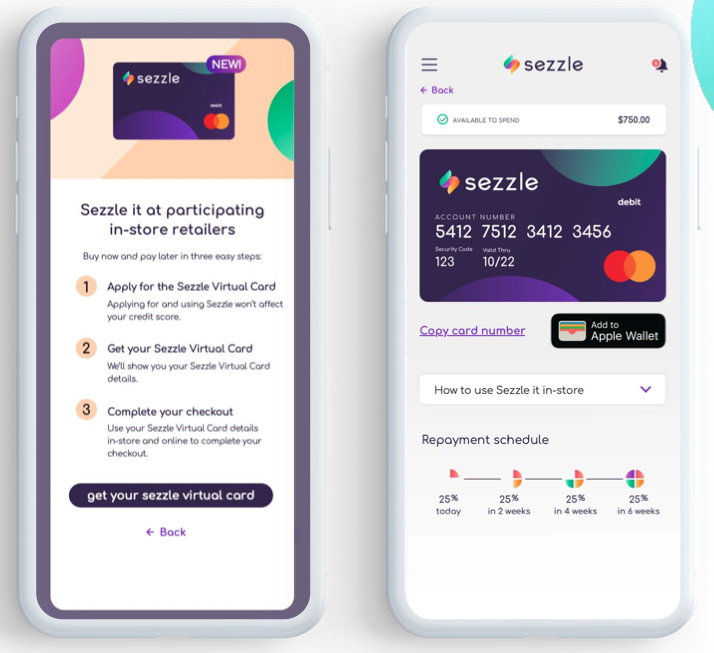 NEW!
sezzle
debit
Sezzle it at participating
in-store retailers
Buy now and pay later in three easy steps:
1
Apply for the Sezzle Virtual Card
Applying for and using Sezzle won't affect
your credit score.
2
Get your Sezzle Virtual Card
We'll show you your Sezzle Virtual Card
details.
3
Complete your checkout
Use your Sezzle Virtual Card details
in-store and online to complete your
checkout.
get your sezzle virtual card
← Back
sezzle
← Back
AVAILABLE TO SPEND $750.00
sezzle
debit
ACCOUNT NUMBER
5412 7512 3412 3456
Security Code Valid Thru
123 10/22
Copy card number
Add to
Apple Wallet
How to use Sezzle it in-store
Repayment schedule
25% 25% 25% 25%
today in 2 weeks in 4 weeks in 6 weeks